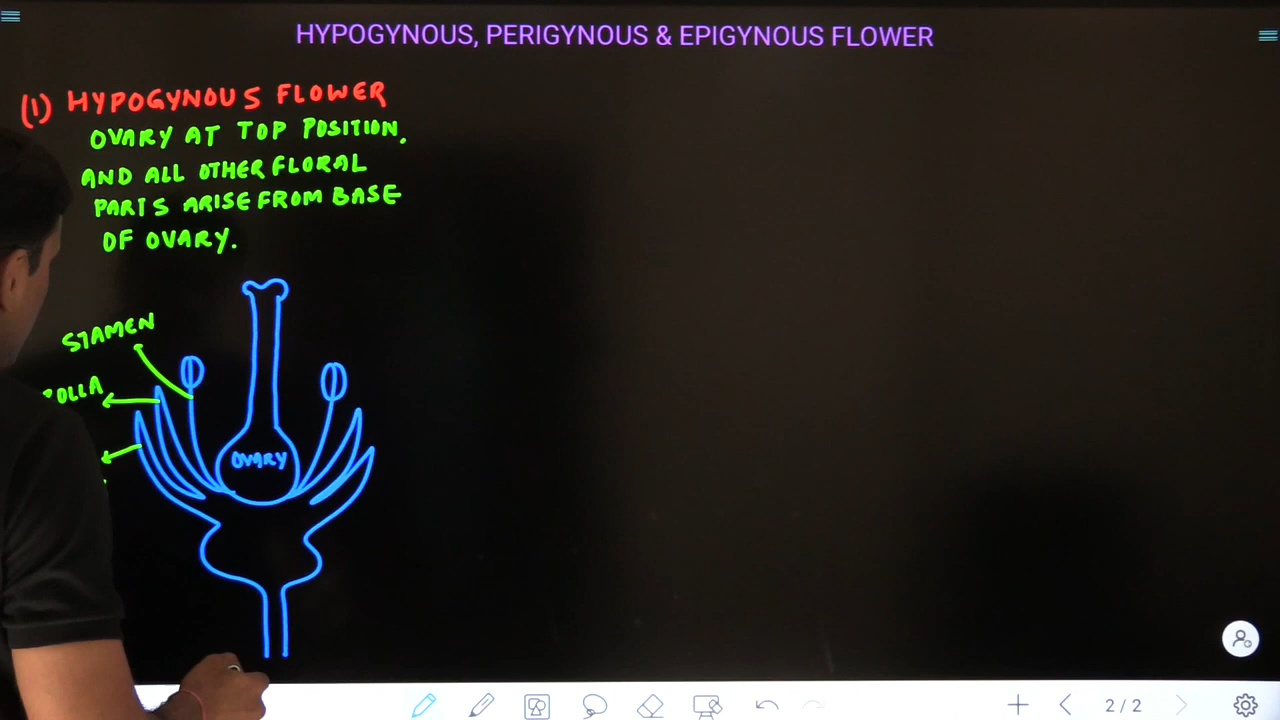 HYPOGYNOUS, PERIGYNOUS & EPIGYNOUS FLOWER
(1) HYPOGYNOUS FLOWER
OVARY AT TOP POSITION.
AND ALL OTHER FLORAL
PARTS ARISE FROM BASE
OF OVARY.
STAMEN
OLLA
OVARY
2/2